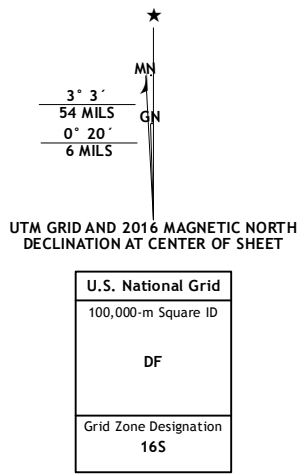 MN
3° 3´
54 MILS
GN
0° 20´
6 MILS
UTM GRID AND 2016 MAGNETIC NORTH
DECLINATION AT CENTER OF SHEET
U.S. National Grid
100,000-m Square ID
DF
Grid Zone Designation
16S